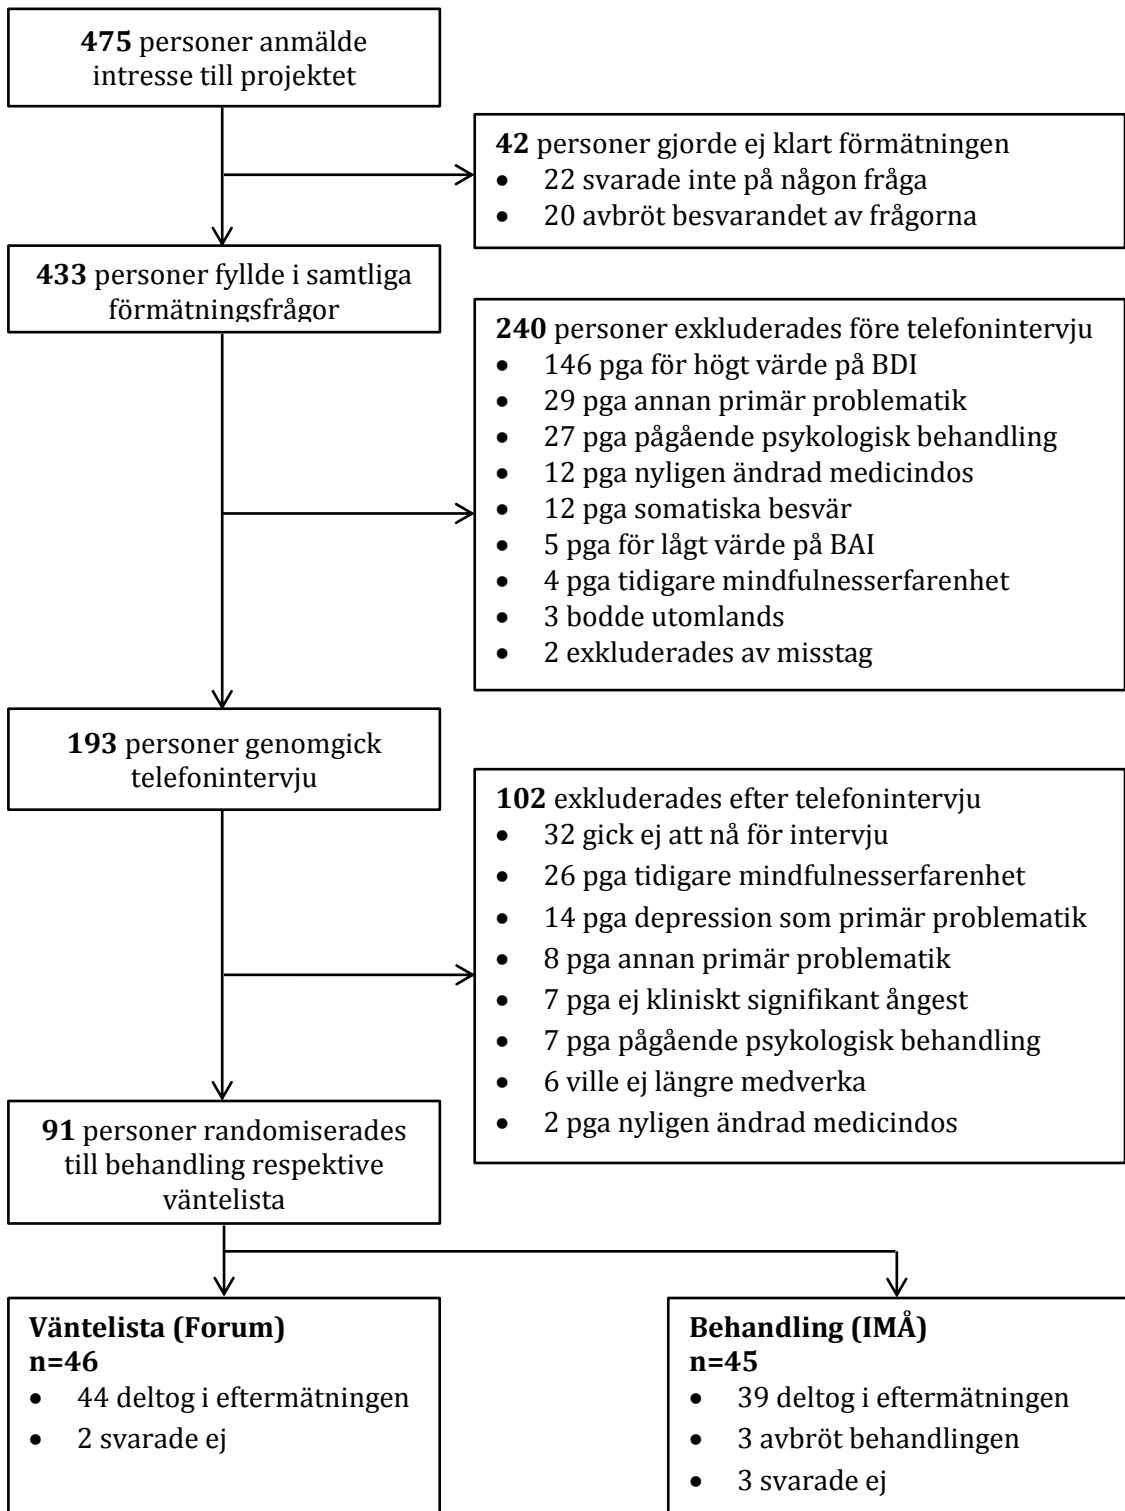 475 personer anmälde
intresse till projektet
42 personer gjorde ej klart förmätningen
• 22 svarade inte på någon fråga
• 20 avbröt besvarandet av frågorna
433 personer fyllde i samtliga
förmätningsfrågor
240 personer exkluderades före telefonintervju
• 146 pga för högt värde på BDI
• 29 pga annan primär problematik
• 27 pga pågående psykologisk behandling
• 12 pga nyligen ändrad medicindos
• 12 pga somatiska besvär
• 5 pga för lågt värde på BAI
• 4 pga tidigare mindfulnesserfarenhet
• 3 bodde utomlands
• 2 exkluderades av misstag
193 personer genomgick
telefonintervju
102 exkluderades efter telefonintervju
• 32 gick ej att nå för intervju
• 26 pga tidigare mindfulnesserfarenhet
• 14 pga depression som primär problematik
• 8 pga annan primär problematik
• 7 pga ej kliniskt signifikant ångest
• 7 pga pågående psykologisk behandling
• 6 ville ej längre medverka
• 2 pga nyligen ändrad medicindos
91 personer randomiserades
till behandling respektive
väntelista
Väntelista (Forum)
n=46
• 44 deltog i eftermätningen
• 2 svarade ej
Behandling (IMÅ)
n=45
• 39 deltog i eftermätningen
• 3 avbröt behandlingen
• 3 svarade ej